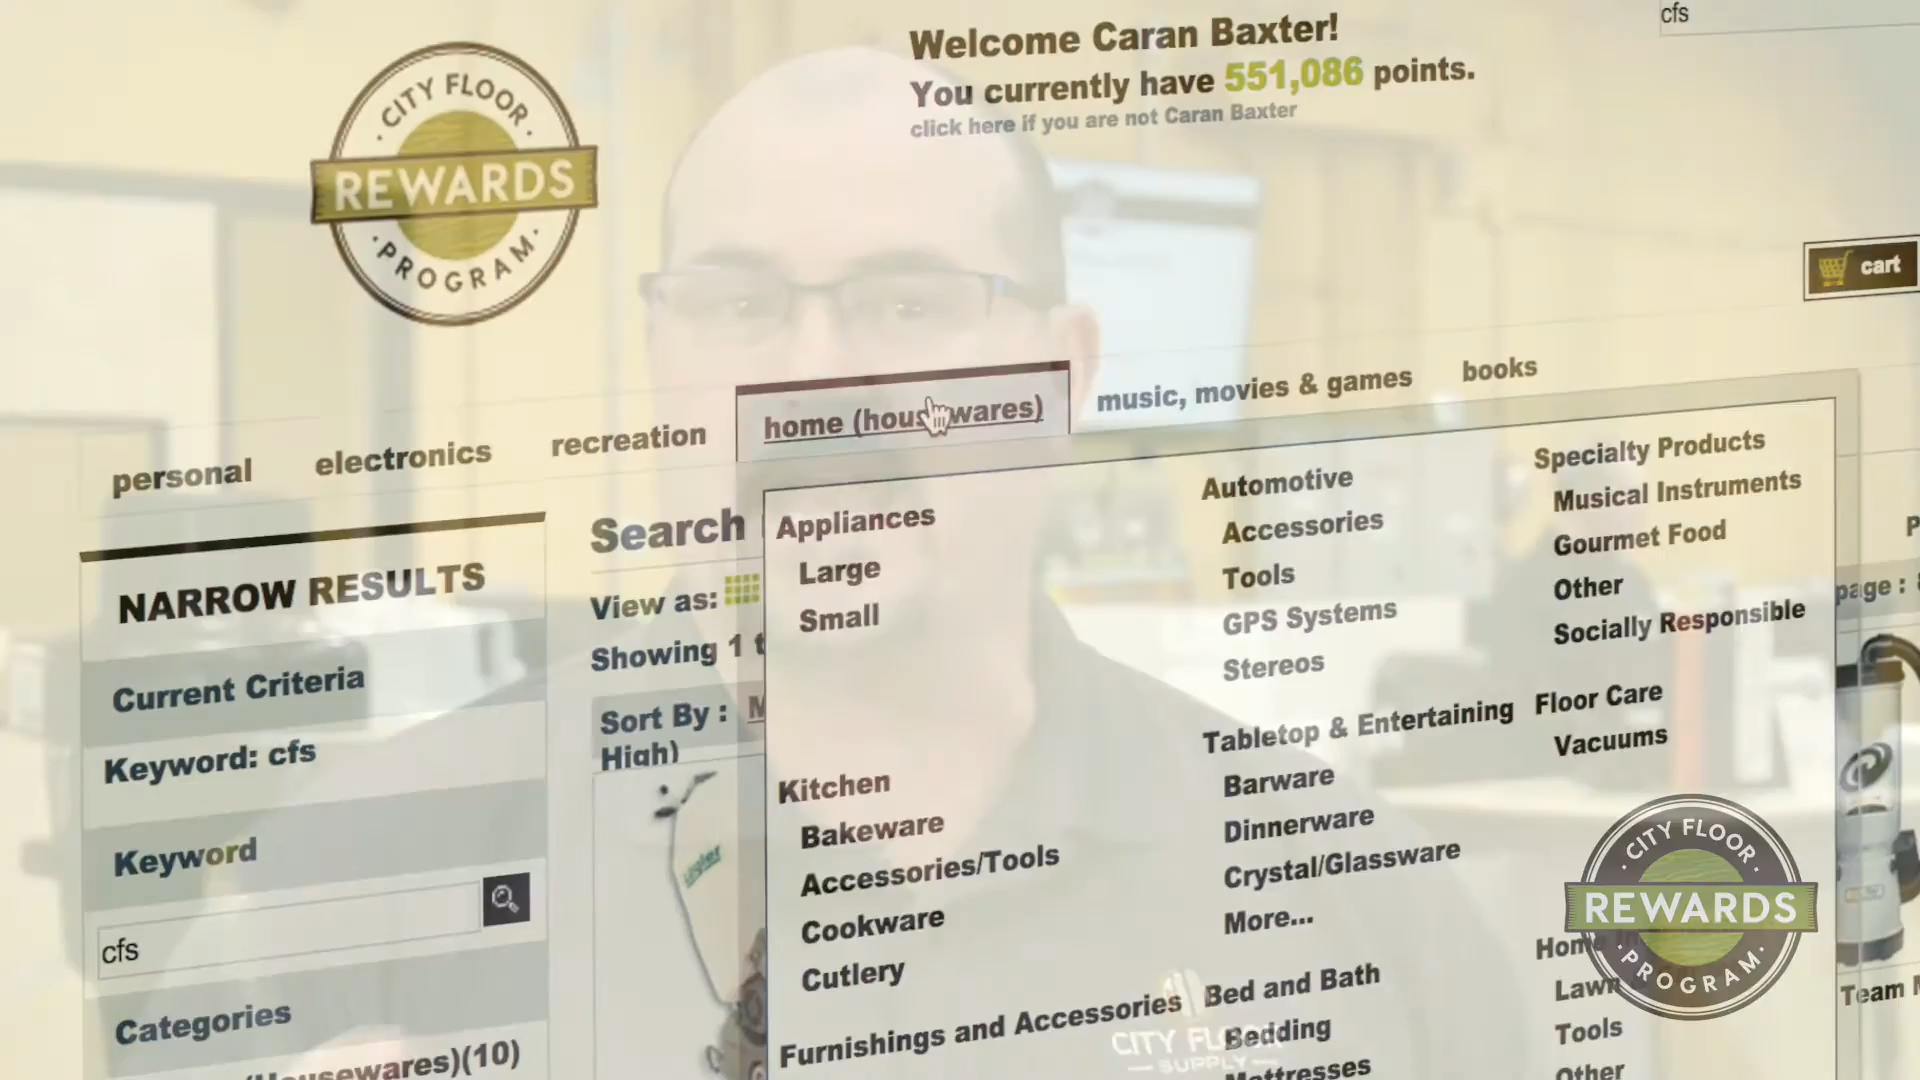 cfs
Welcome Caran Baxter!
You currently have 551,086 points.
click here if you are not Caran Baxter
· CITY FLOOR ·
REWARDS
· PROGRAM ·
cart
personal electronics recreation home (housewares) music, movies & games books
NARROW RESULTS
Current Criteria
Keyword: cfs
Keyword
cfs
Categories
(10)
Search
View as:
Showing 1 t
Sort By :
High)
page :
Appliances
Large
Small
Kitchen
Bakeware
Accessories/Tools
Cookware
Cutlery
Furnishings and Accessories
Automotive
Accessories
Tools
GPS Systems
Stereos
Tabletop & Entertaining
Barware
Dinnerware
Crystal/Glassware
More...
Bed and Bath
Bedding
Mattresses
Specialty Products
Musical Instruments
Gourmet Food
Other
Socially Responsible
Floor Care
Vacuums
Home
Lawn
Tools
Other
Team
CITY FLOOR
SUPPLY
· CITY FLOOR ·
REWARDS
· PROGRAM ·